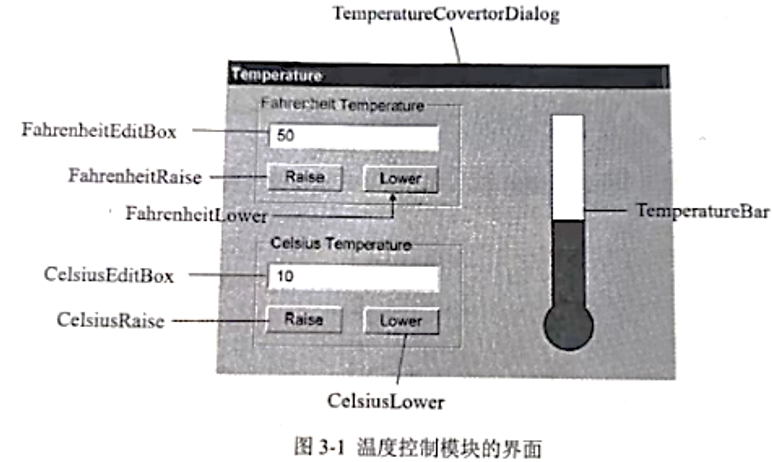 TemperatureCovertorDialog
Temperature
Fahrenheit Temperature
FahrenheitEditBox
50
FahrenheitRaise
Raise
Lower
FahrenheitLower
TemperatureBar
Celsius Temperature
CelsiusEditBox
10
CelsiusRaise
Raise
Lower
CelsiusLower
图 3-1 温度控制模块的界面